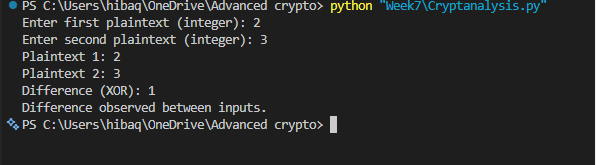 PS C:\Users\hibaq\OneDrive\Advanced crypto> python "Week7\Cryptanalysis.py"
Enter first plaintext (integer): 2
Enter second plaintext (integer): 3
Plaintext 1: 2
Plaintext 2: 3
Difference (XOR): 1
Difference observed between inputs.
PS C:\Users\hibaq\OneDrive\Advanced crypto>